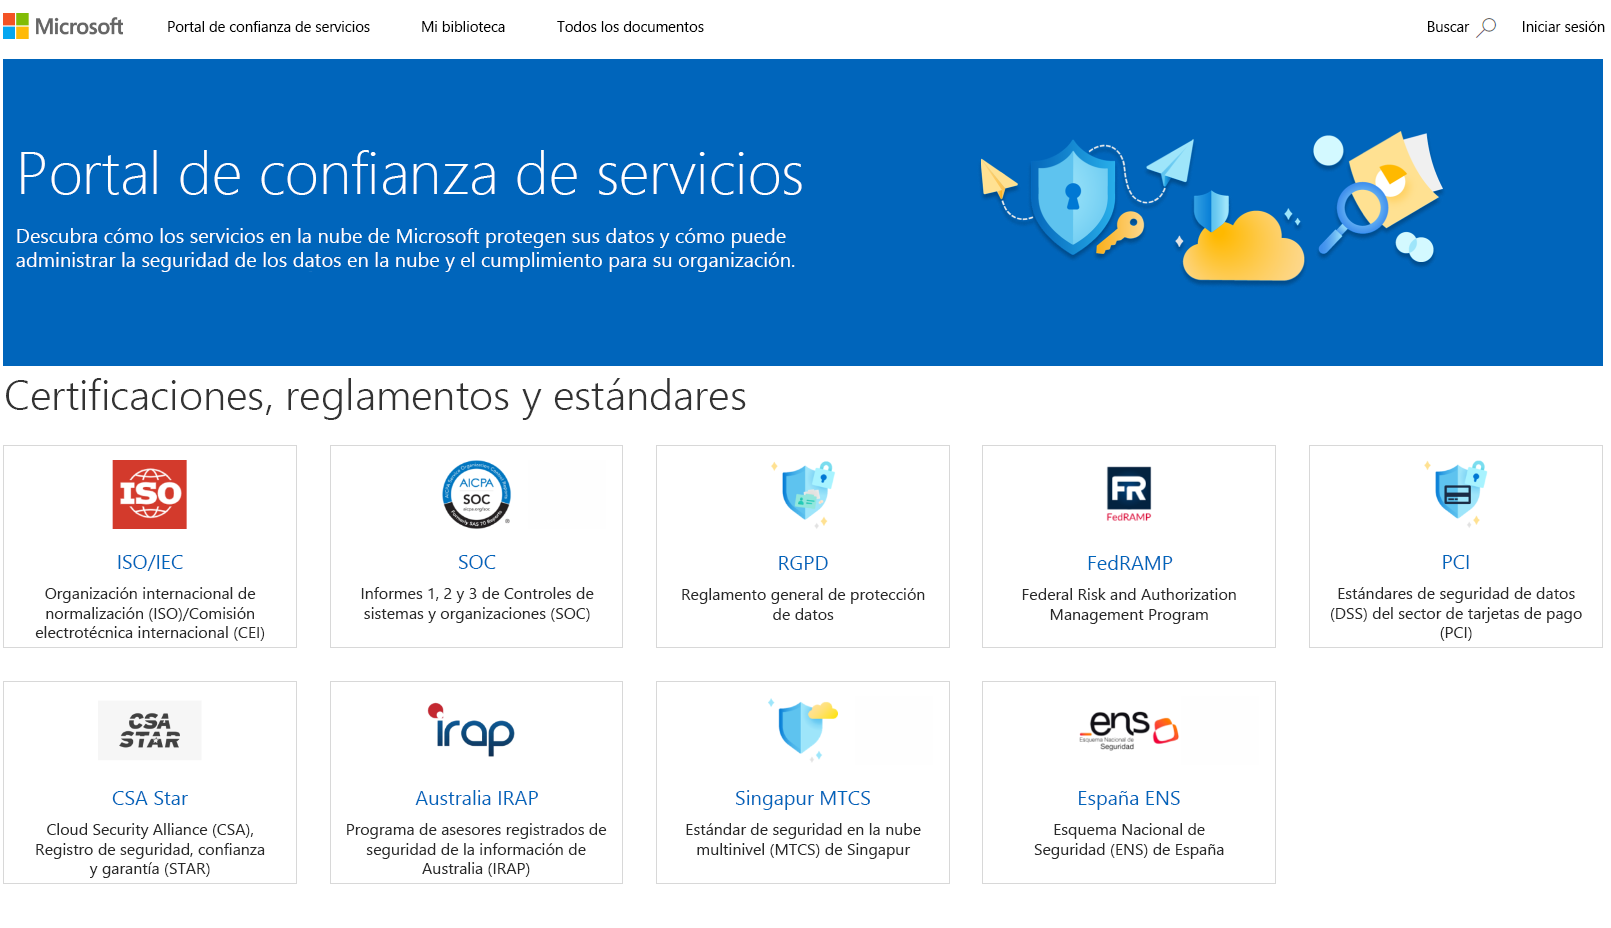 Microsoft
Portal de confianza de servicios
Mi biblioteca
Todos los documentos
Buscar
Iniciar sesión
Portal de confianza de servicios
Descubra cómo los servicios en la nube de Microsoft protegen sus datos y cómo puede
administrar la seguridad de los datos en la nube y el cumplimiento para su organización.
Certificaciones, reglamentos y estándares
ISO
ISO/IEC
Organización internacional de
normalización (ISO)/Comisión
electrotécnica internacional (CEI)
AICPA
SOC
aicpa.org/soc
Formerly SAS 70 Reports
SOC
Informes 1, 2 y 3 de Controles de
sistemas y organizaciones (SOC)
RGPD
Reglamento general de protección
de datos
FR
FedRAMP
FedRAMP
Federal Risk and Authorization
Management Program
PCI
Estándares de seguridad de datos
(DSS) del sector de tarjetas de pago
(PCI)
CSA
STAR
CSA Star
Cloud Security Alliance (CSA),
Registro de seguridad, confianza
y garantía (STAR)
irap
Australia IRAP
Programa de asesores registrados de
seguridad de la información de
Australia (IRAP)
Singapur MTCS
Estándar de seguridad en la nube
multinivel (MTCS) de Singapur
ens
Esquema Nacional de
Seguridad
España ENS
Esquema Nacional de
Seguridad (ENS) de España